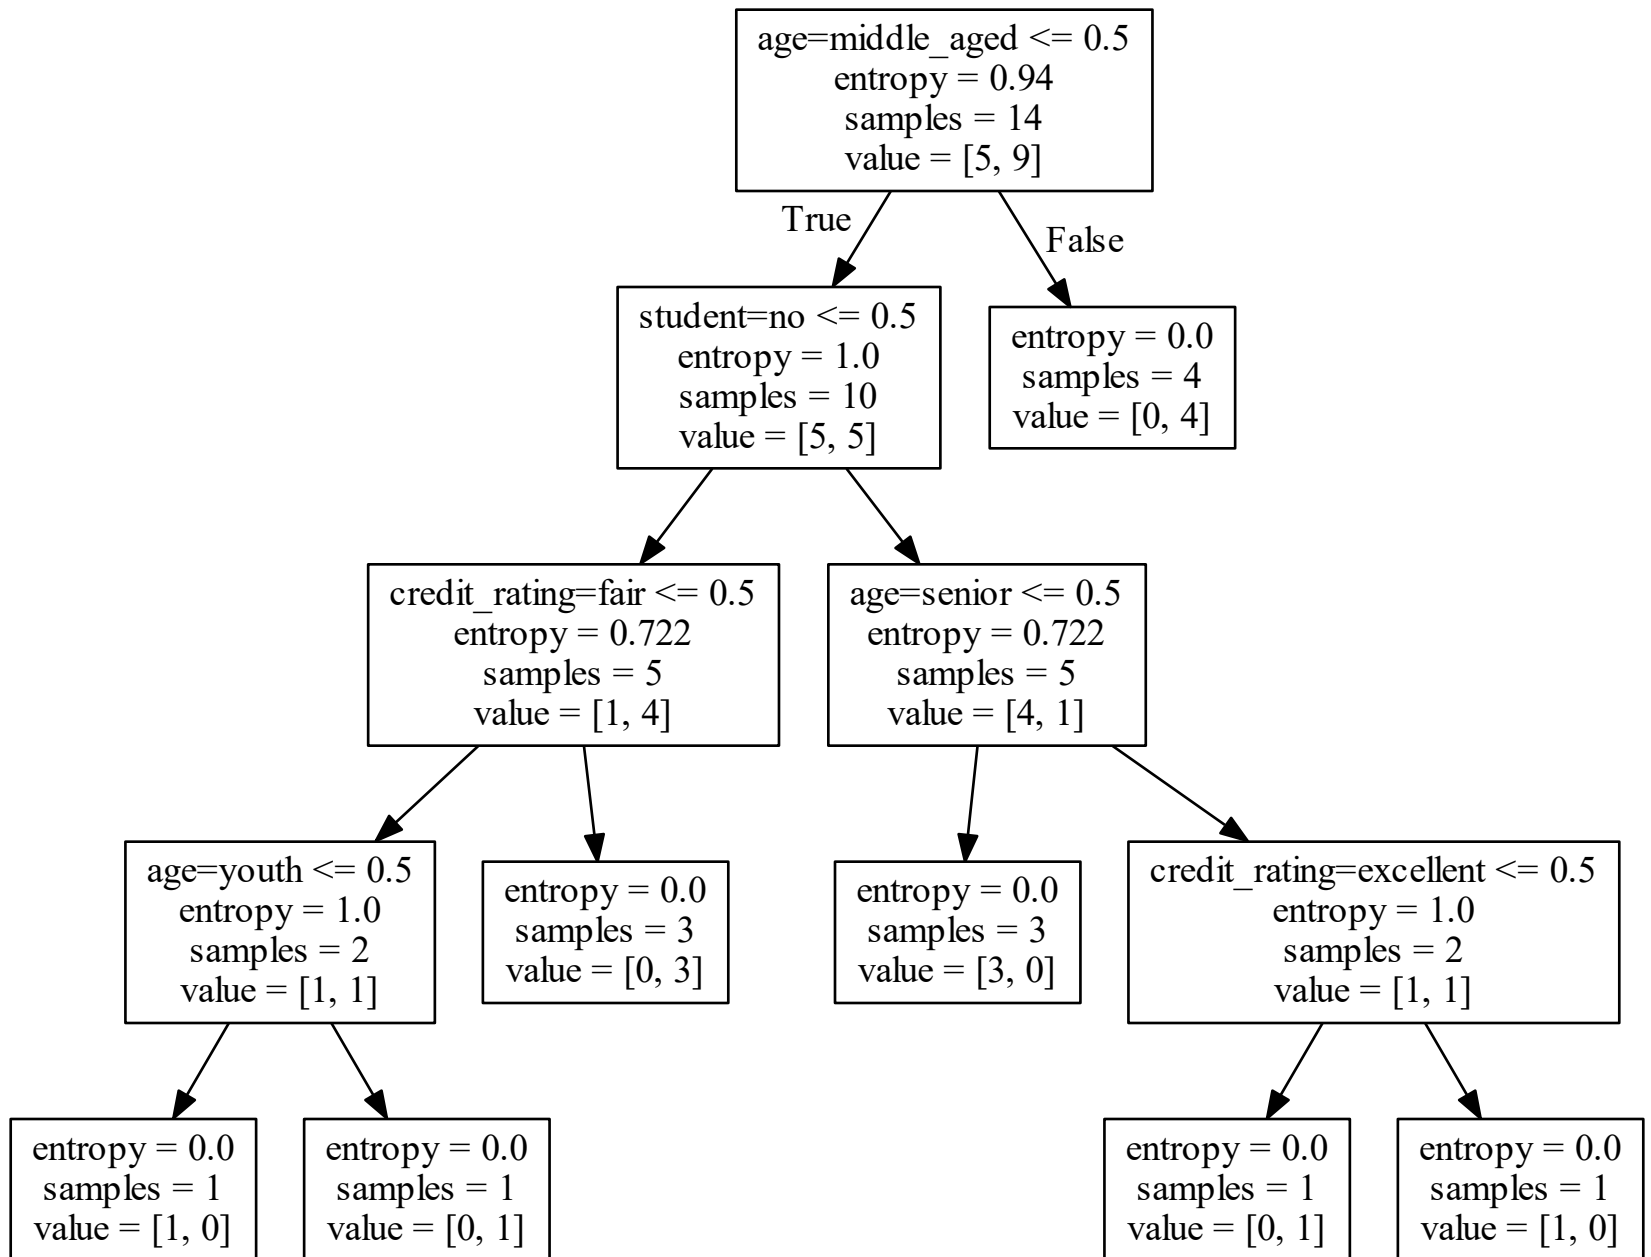 age=middle_aged <= 0.5
entropy = 0.94
samples = 14
value = [5, 9]
True
False
student=no <= 0.5
entropy = 1.0
samples = 10
value = [5, 5]
entropy = 0.0
samples = 4
value = [0, 4]
credit_rating=fair <= 0.5
entropy = 0.722
samples = 5
value = [1, 4]
age=senior <= 0.5
entropy = 0.722
samples = 5
value = [4, 1]
age=youth <= 0.5
entropy = 1.0
samples = 2
value = [1, 1]
entropy = 0.0
samples = 3
value = [0, 3]
entropy = 0.0
samples = 3
value = [3, 0]
credit_rating=excellent <= 0.5
entropy = 1.0
samples = 2
value = [1, 1]
entropy = 0.0
samples = 1
value = [1, 0]
entropy = 0.0
samples = 1
value = [0, 1]
entropy = 0.0
samples = 1
value = [0, 1]
entropy = 0.0
samples = 1
value = [1, 0]